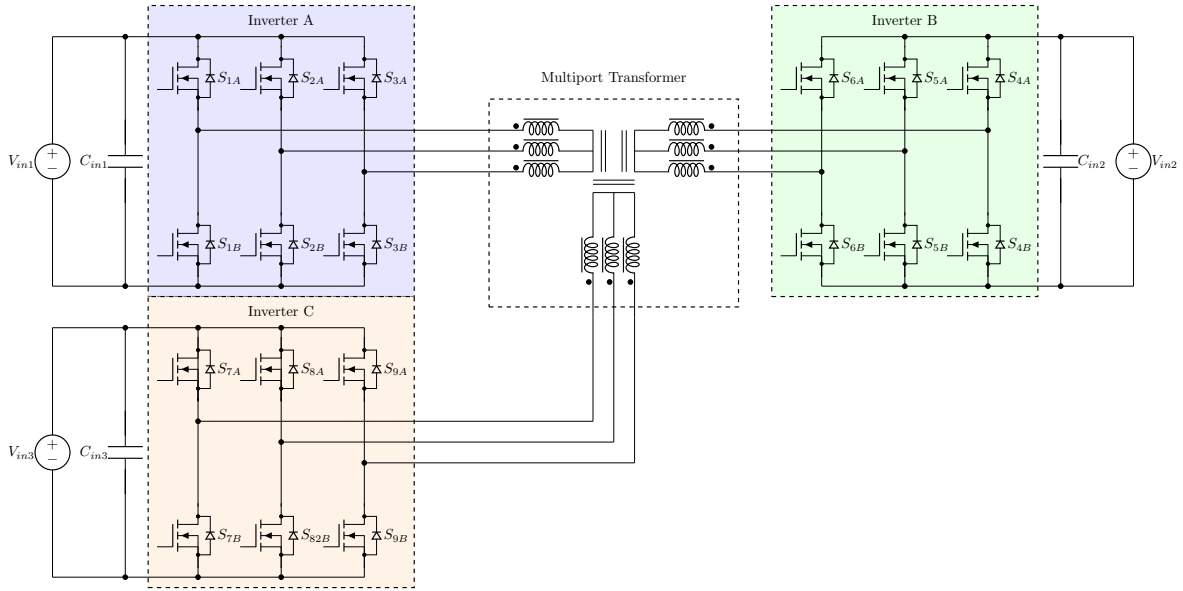 Inverter A
Inverter B
S1A
S2A
S3A
Multiport Transformer
S6A
S5A
S4A
Vin1
+
−
Cin1
Cin2
+
−
Vin2
S1B
S2B
S3B
S6B
S5B
S4B
Inverter C
S7A
S8A
S9A
Vin3
+
−
Cin3
S7B
S82B
S9B